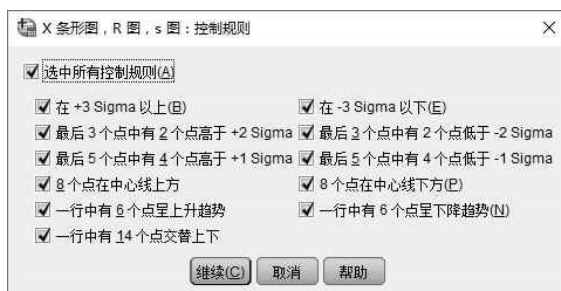 X 条形图，R 图，s 图：控制规则
选中所有控制规则(A)
在 +3 Sigma 以上(B)
在 -3 Sigma 以下(E)
最后 3 个点中有 2 个点高于 +2 Sigma
最后 3 个点中有 2 个点低于 -2 Sigma
最后 5 个点中有 4 个点高于 +1 Sigma
最后 5 个点中有 4 个点低于 -1 Sigma
8 个点在中心线上方
8 个点在中心线下方(P)
一行中有 6 个点呈上升趋势
一行中有 6 个点呈下降趋势(N)
一行中有 14 个点交替上下
继续(C) 取消 帮助